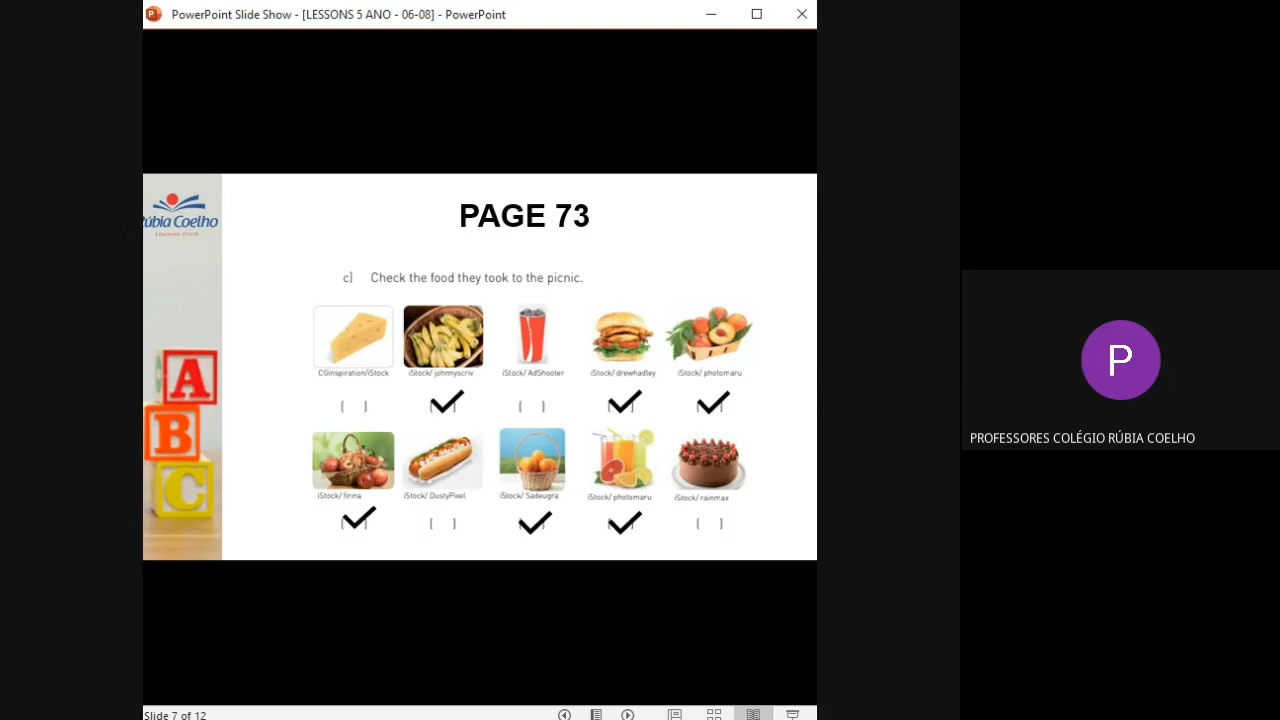 PowerPoint Slide Show - [LESSONS 5 ANO - 06-08] - PowerPoint
Rúbia Coelho
PAGE 73
c] Check the food they took to the picnic.
CGinspiration/iStock iStock/ johnnyscriv iStock/ AdShooter iStock/ drewhadley iStock/ photomaru
( ) ( ) ( ) ( ) ( )
iStock/ firina iStock/ DustyPixel iStock/ Sadeugra iStock/ photomaru iStock/ rainmax
( ) ( ) ( ) ( ) ( )
A
B
C
Slide 7 of 12
P
PROFESSORES COLÉGIO RÚBIA COELHO